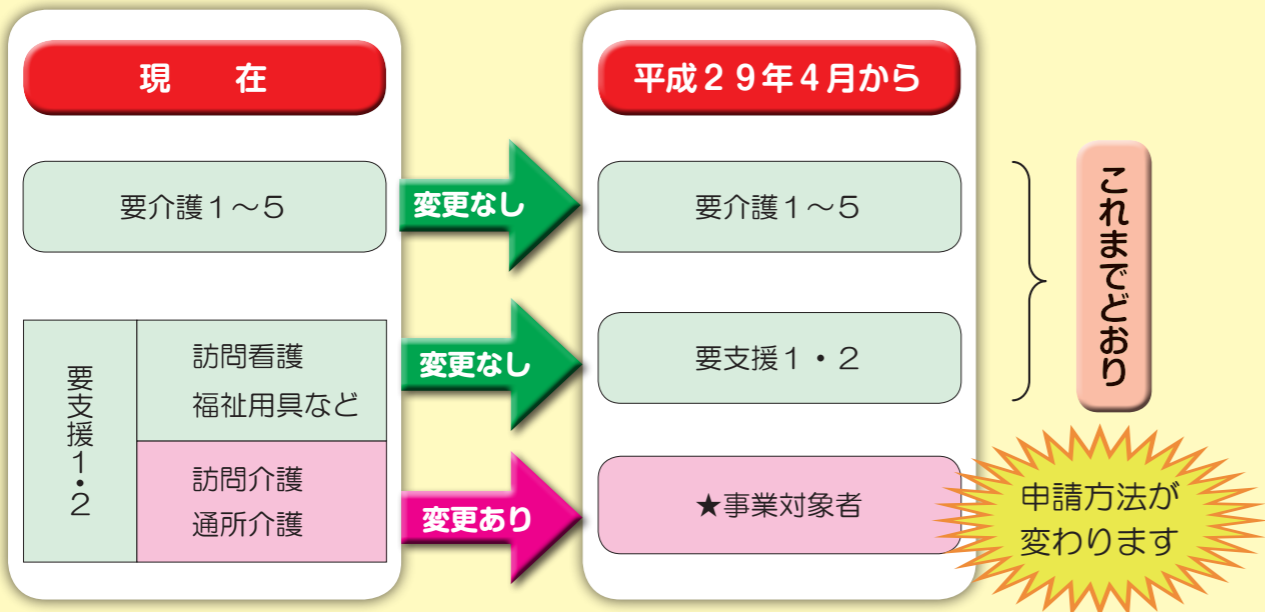 現　在
要介護１～５
要支援１・２
訪問看護
福祉用具など
訪問介護
通所介護
変更なし
変更なし
変更あり
平成２９年４月から
要介護１～５
要支援１・２
★事業対象者
これまでどおり
申請方法が
変わります